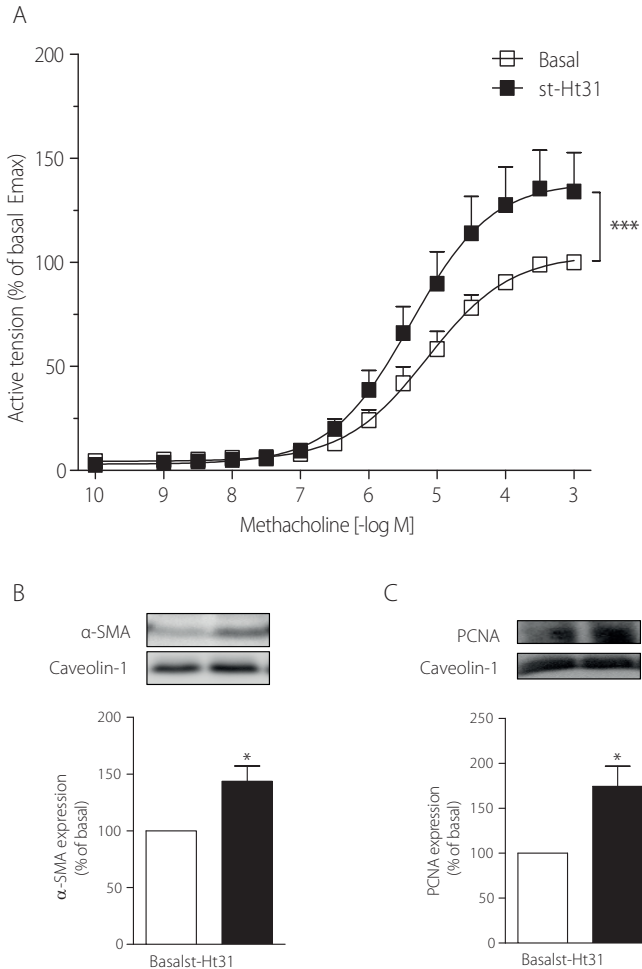 A
200
150
100
50
0
Active tension (% of basal Emax)
Basal
st-Ht31
***
10 9 8 7 6 5 4 3
Methacholine [-log M]
B
α-SMA
Caveolin-1
200
150
100
50
0
α-SMA expression
(% of basal)
*
Basalst-Ht31
C
PCNA
Caveolin-1
250
200
150
100
50
0
PCNA expression
(% of basal)
*
Basalst-Ht31